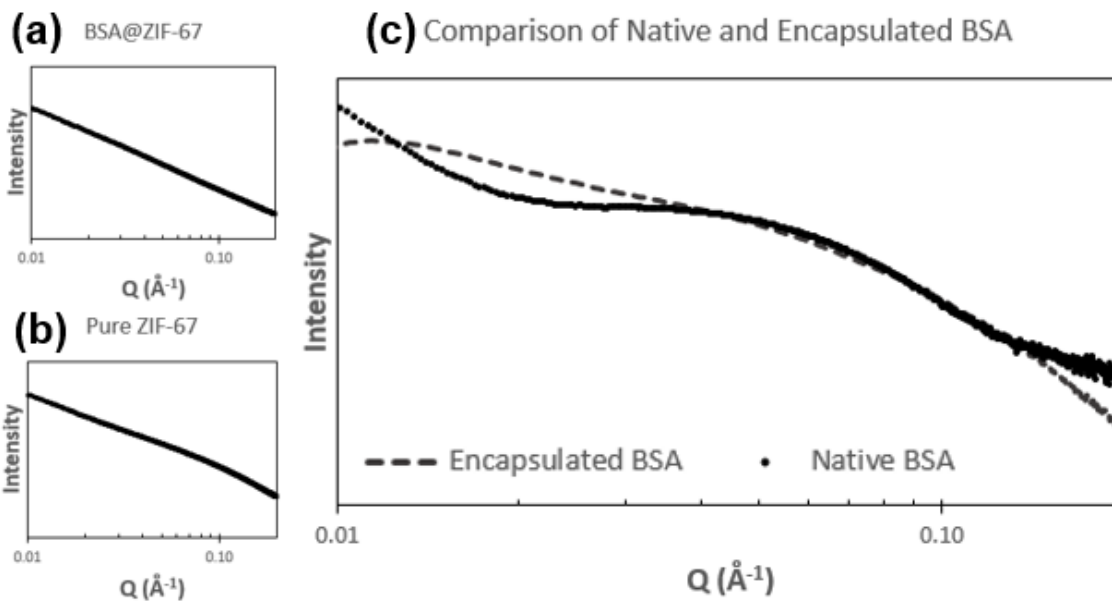 (a) BSA@ZIF-67
Intensity
0.01 0.10
Q (Å-1)
(b) Pure ZIF-67
Intensity
0.01 0.10
Q (Å-1)
(c) Comparison of Native and Encapsulated BSA
Intensity
Encapsulated BSA Native BSA
0.01 0.10
Q (Å-1)